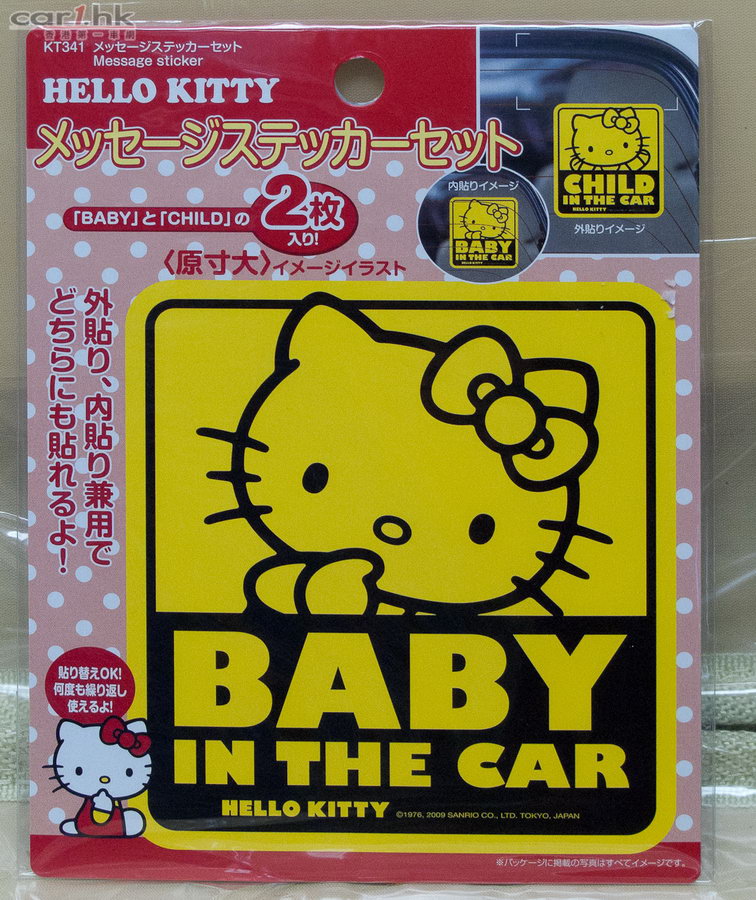 car1.hk
香港第一車網
KT341 メッセージステッカーセット
Message sticker
HELLO KITTY
メッセージステッカーセット
「BABY」と「CHILD」の
2枚
入り!
〈原寸大〉イメージイラスト
内貼りイメージ
BABY
IN THE CAR
HELLO KITTY
CHILD
IN THE CAR
HELLO KITTY
外貼りイメージ
外貼り、内貼り兼用で
どちらにも貼れるよ!
BABY
IN THE CAR
HELLO KITTY ©1976, 2009 SANRIO CO., LTD. TOKYO, JAPAN
貼り替えOK!
何度も繰り返し
使えるよ!
※パッケージに掲載の写真はすべてイメージです。